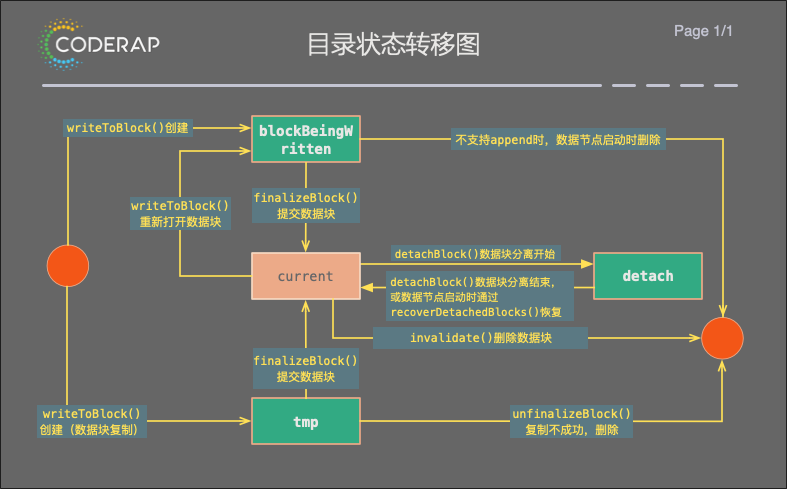 CODERAP
目录状态转移图
Page 1/1
writeToBlock()创建
blockBeingW
ritten
不支持append时，数据节点启动时删除
writeToBlock()
重新打开数据块
finalizeBlock()
提交数据块
detachBlock()数据块分离开始
current
detachBlock()数据块分离结束，
或数据节点启动时通过
recoverDetachedBlocks()恢复
detach
invalidate()删除数据块
finalizeBlock()
提交数据块
writeToBlock()
创建（数据块复制）
tmp
unfinalizeBlock()
复制不成功，删除